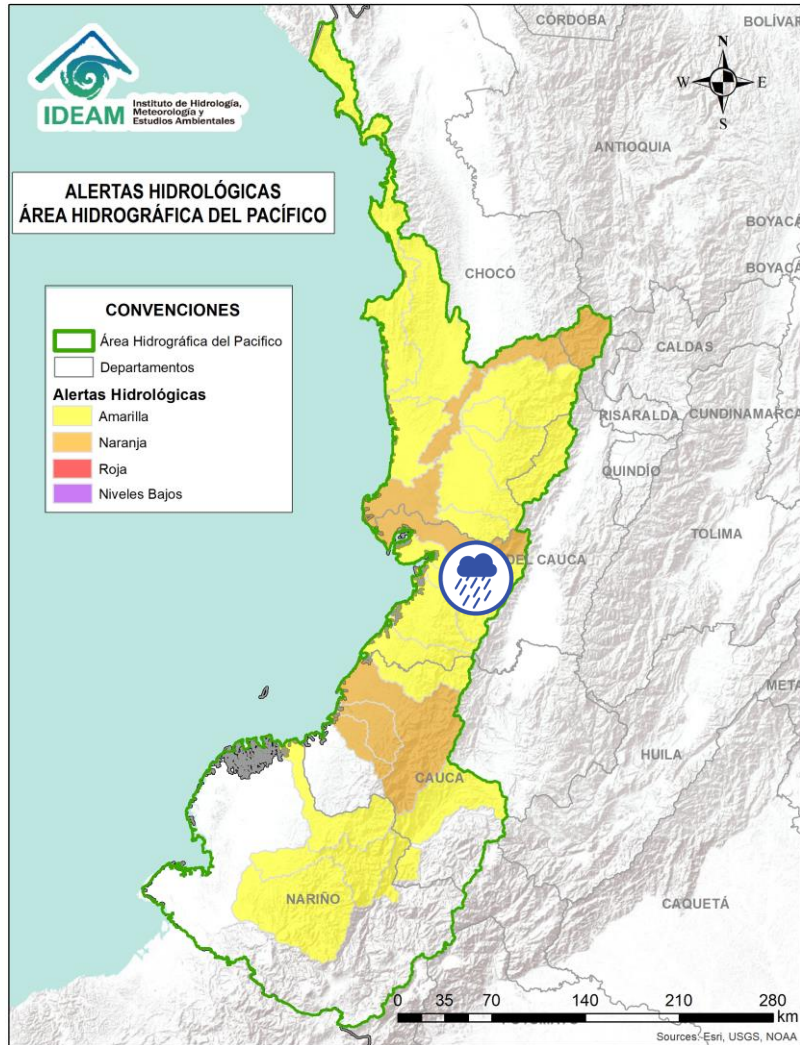 IDEAM
Instituto de Hidrología,
Meteorología y
Estudios Ambientales
ALERTAS HIDROLÓGICAS
ÁREA HIDROGRÁFICA DEL PACÍFICO
CONVENCIONES
Área Hidrográfica del Pacifico
Departamentos
Alertas Hidrológicas
Amarilla
Naranja
Roja
Niveles Bajos
CÓRDOBA
BOLÍVAR
N
W
E
S
ANTIOQUIA
BOYACÁ
BOYACÁ
CHOCÓ
CALDAS
RISARALDA
CUNDINAMARCA
QUINDÍO
TOLIMA
DEL CAUCA
META
HUILA
CAUCA
NARIÑO
CAQUETÁ
0 35 70 140 210 280
km
Sources: Esri, USGS, NOAA